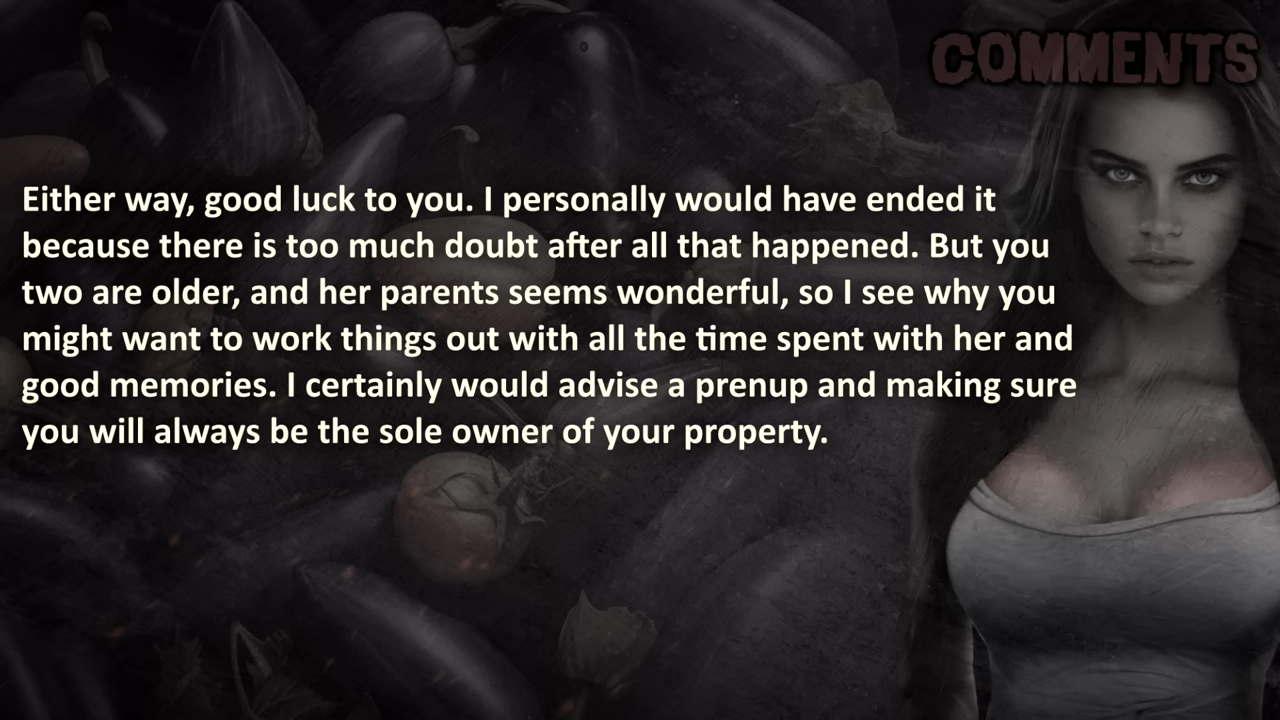 COMMENTS
Either way, good luck to you. I personally would have ended it
because there is too much doubt after all that happened. But you
two are older, and her parents seems wonderful, so I see why you
might want to work things out with all the time spent with her and
good memories. I certainly would advise a prenup and making sure
you will always be the sole owner of your property.